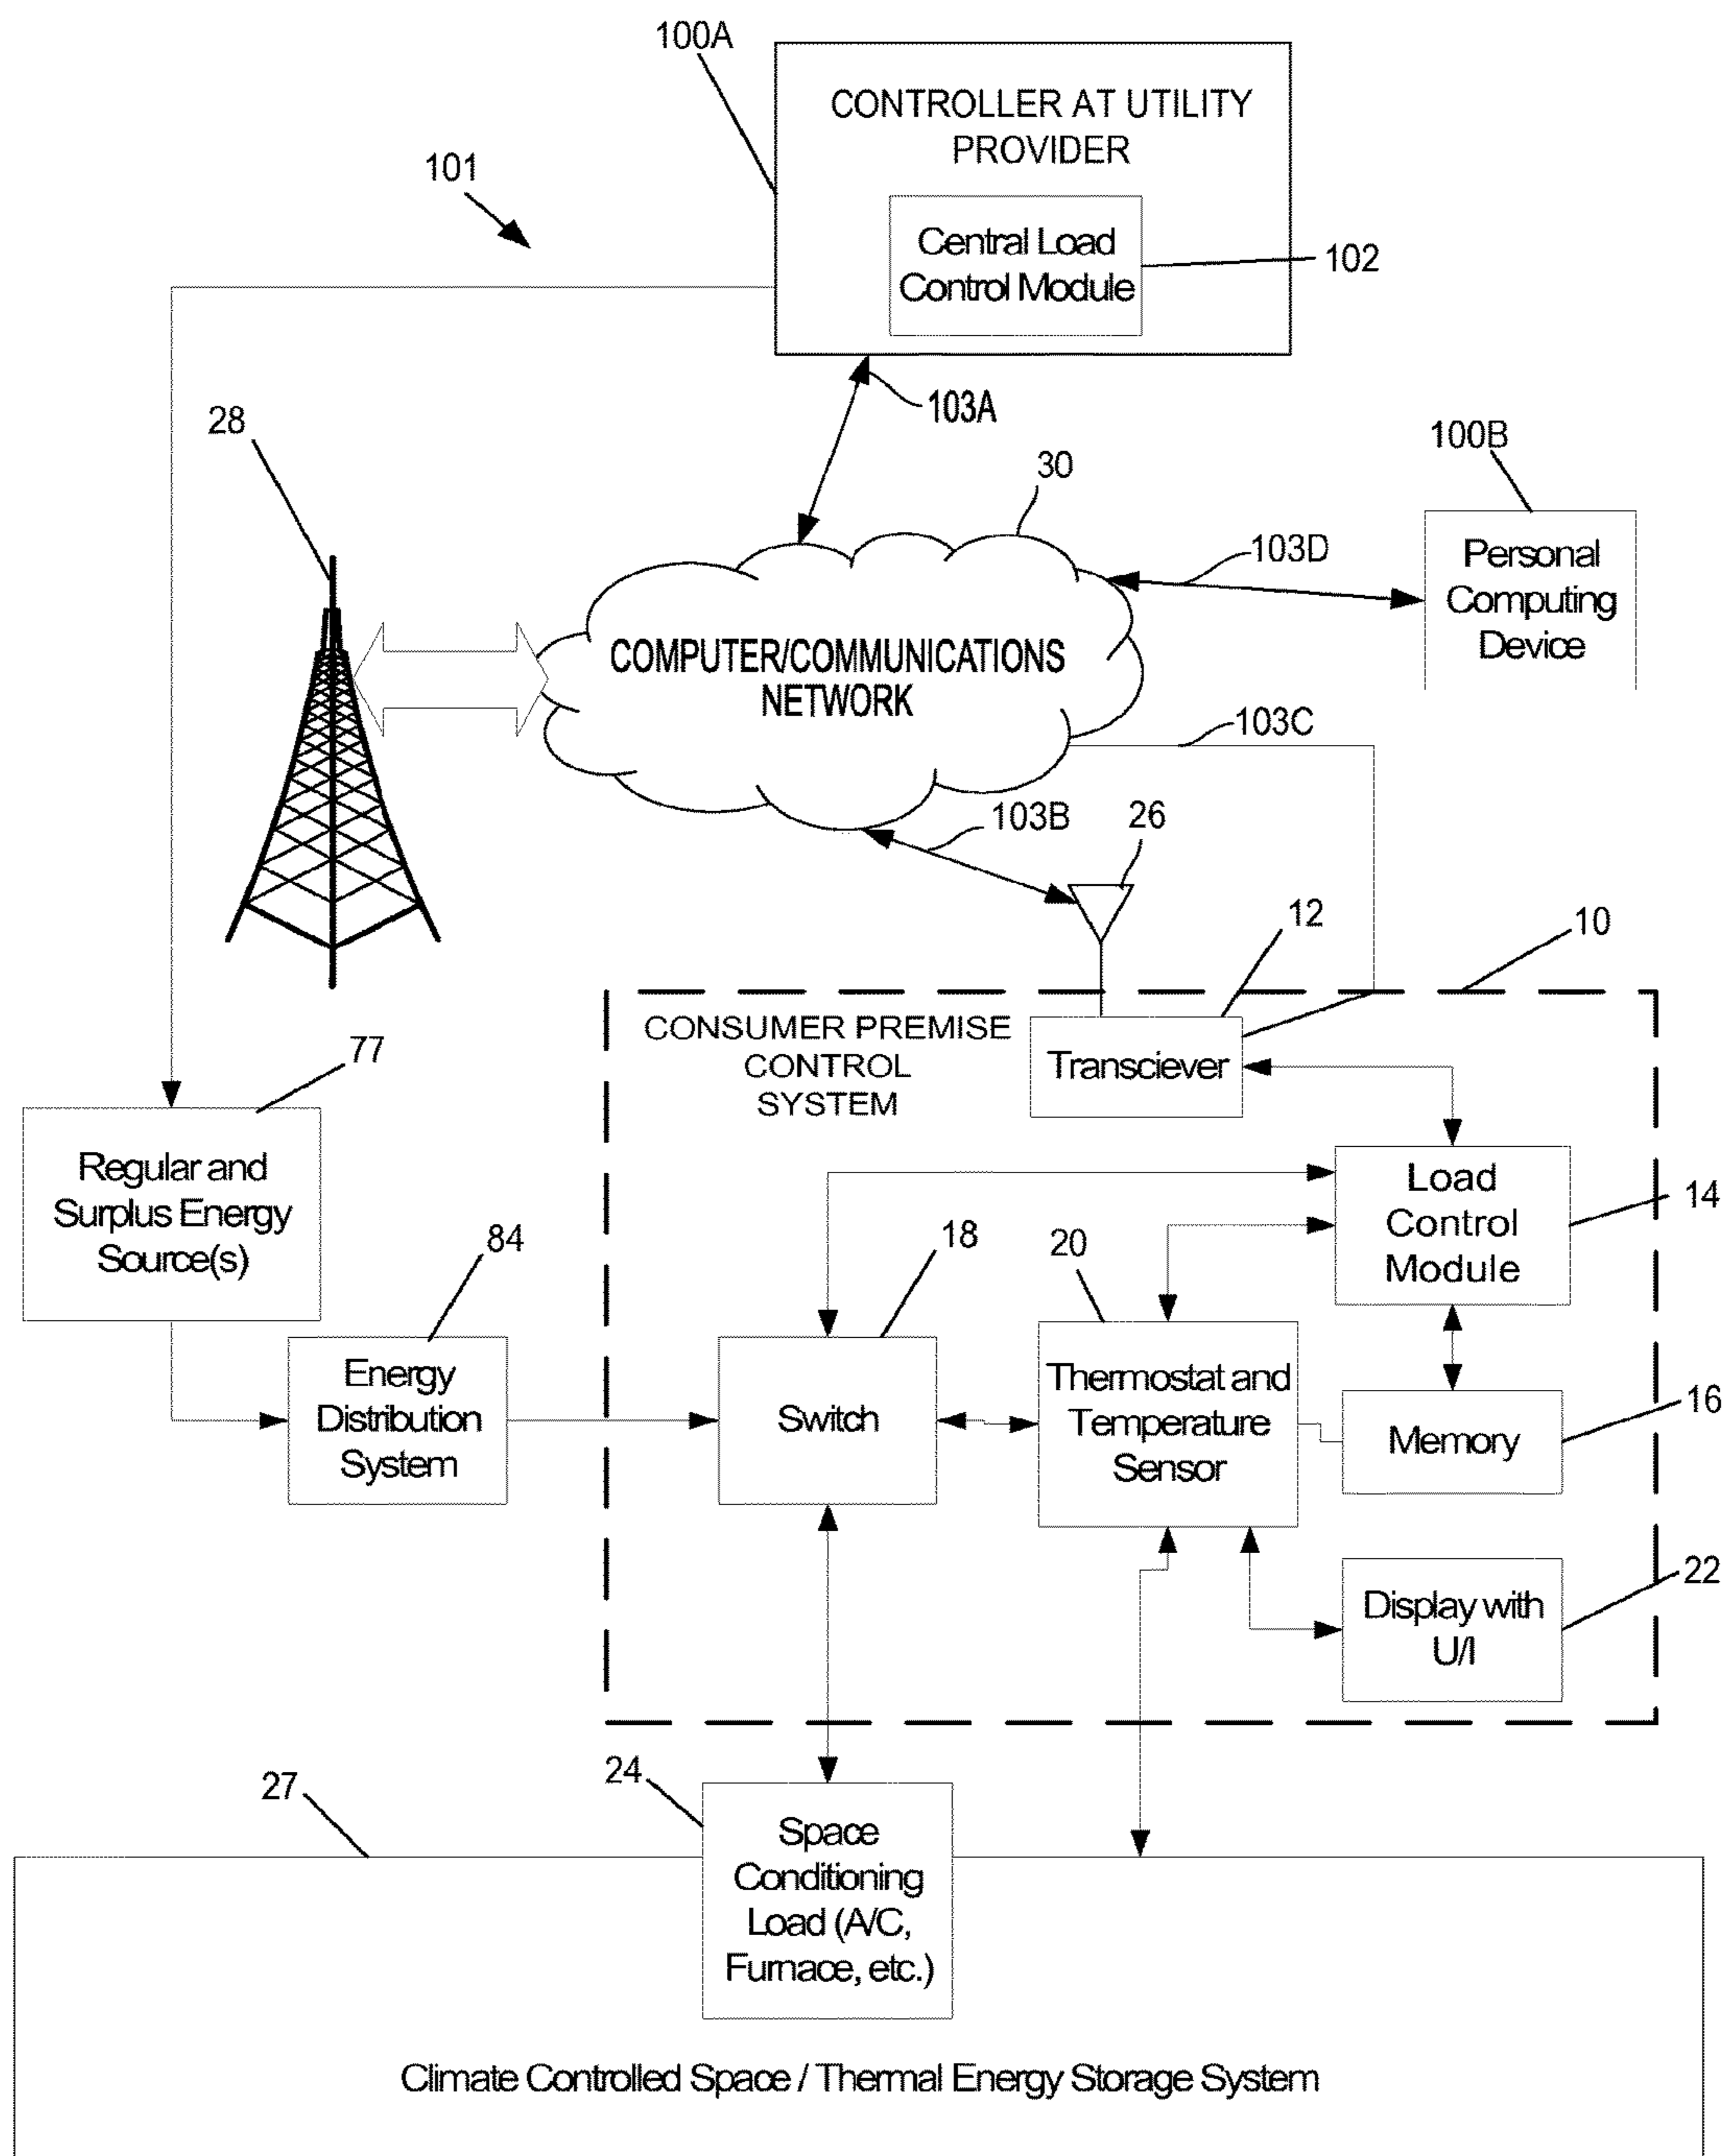 100A
CONTROLLER AT UTILITY
PROVIDER
101
Central Load
Control Module
102
103A
28
100B
30
103D
Personal
Computing
Device
COMPUTER/COMMUNICATIONS
NETWORK
103C
103B
26
12
10
CONSUMER PREMISE
CONTROL
SYSTEM
Transciever
77
Regular and
Surplus Energy
Source(s)
Load
Control
Module
14
84
18
20
Energy
Distribution
System
Switch
Thermostat and
Temperature
Sensor
Memory
16
Display with
U/I
22
27
24
Space
Conditioning
Load (A/C,
Furnace, etc.)
Climate Controlled Space / Thermal Energy Storage System